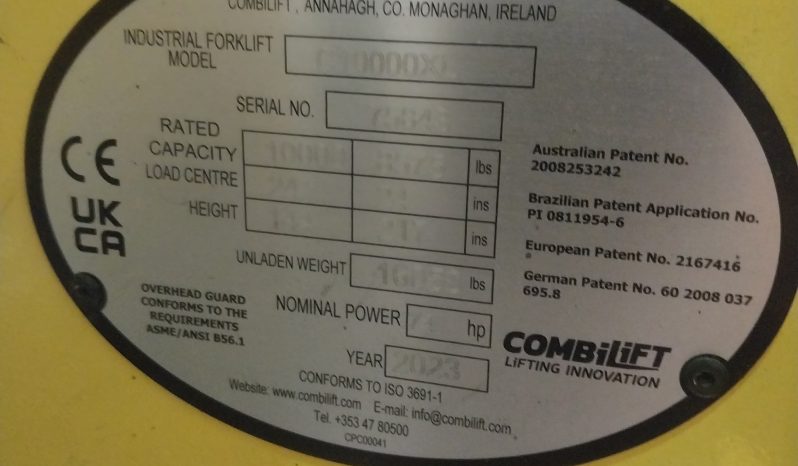 COMBILIFT, ANNAHAGH, CO. MONAGHAN, IRELAND
INDUSTRIAL FORKLIFT
MODEL
SERIAL NO.
RATED
CAPACITY lbs
LOAD CENTRE ins
HEIGHT ins
UNLADEN WEIGHT lbs
NOMINAL POWER hp
YEAR 2023
CE
UK
CA
OVERHEAD GUARD
CONFORMS TO THE
REQUIREMENTS
ASME/ANSI B56.1
Australian Patent No.
2008253242
Brazilian Patent Application No.
PI 0811954-6
European Patent No. 2167416
German Patent No. 60 2008 037
695.8
COMBiLiFT
LiFTING INNOVATION
CONFORMS TO ISO 3691-1
Website: www.combilift.com E-mail: info@combilift.com
Tel. +353 47 80500
CPC00041